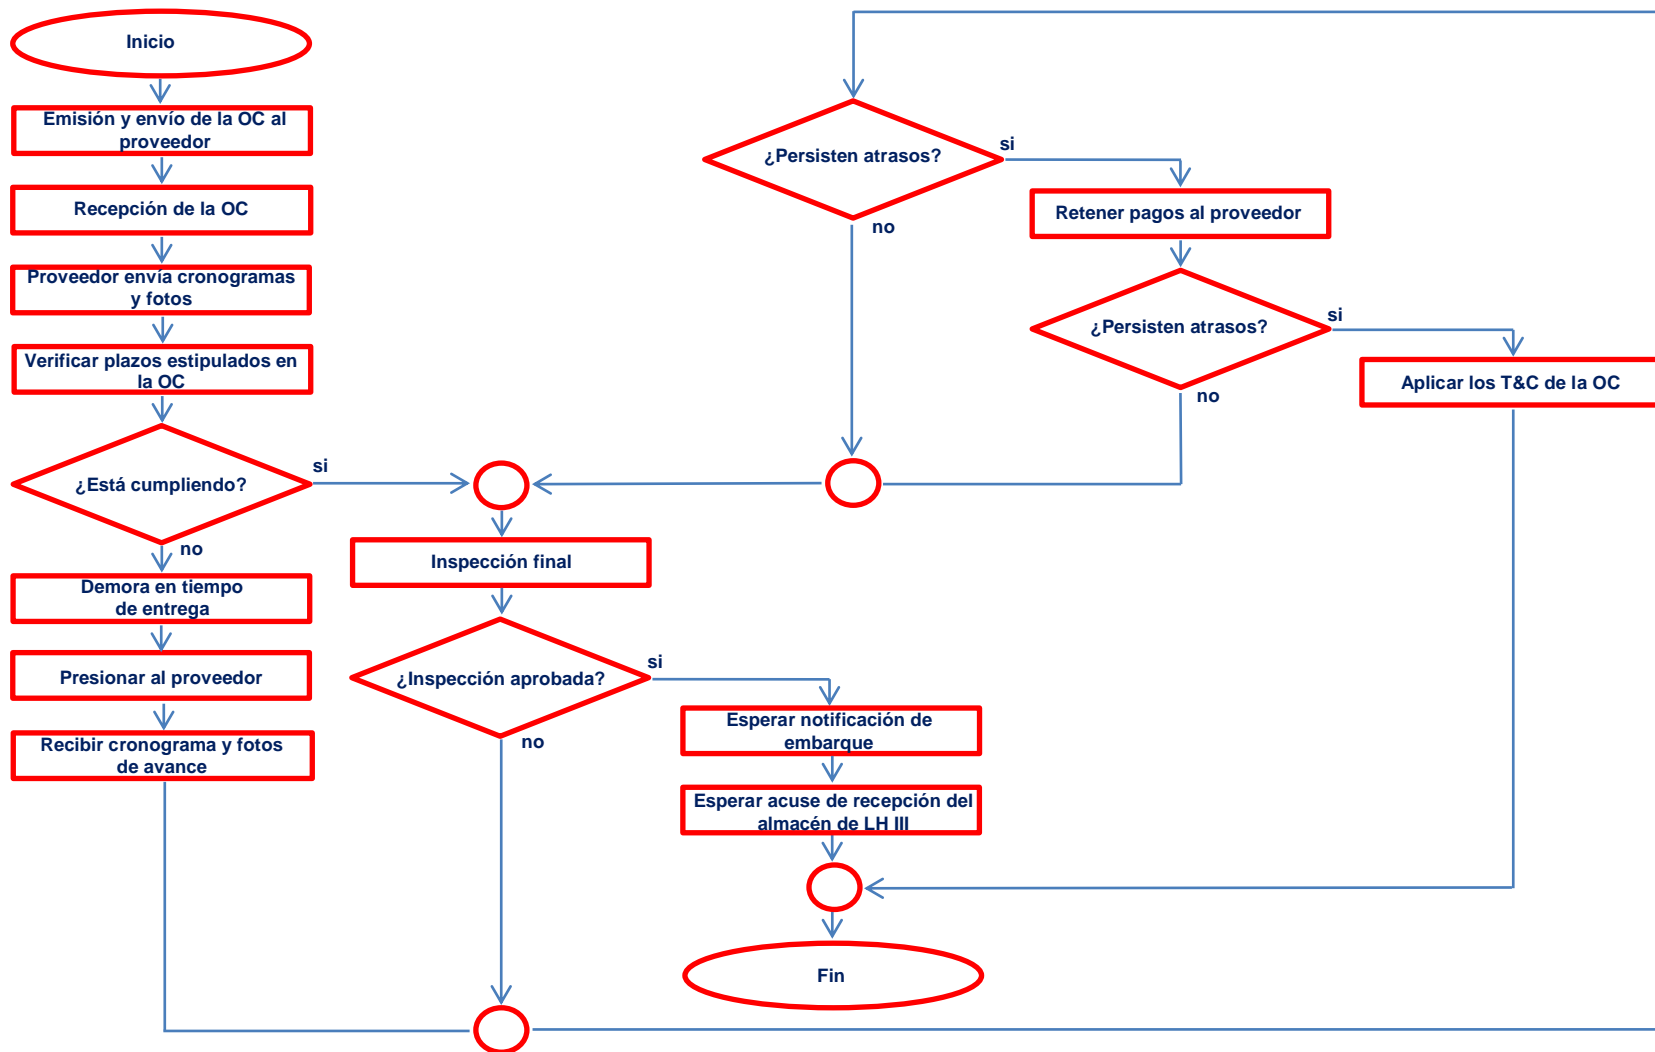 Inicio
Emisión y envío de la OC al
proveedor
Recepción de la OC
Proveedor envía cronogramas
y fotos
Verificar plazos estipulados en
la OC
¿Está cumpliendo?
si
no
Demora en tiempo
de entrega
Presionar al proveedor
Recibir cronograma y fotos
de avance
Inspección final
¿Inspección aprobada?
si
no
Esperar notificación de
embarque
Esperar acuse de recepción del
almacén de LH III
Fin
¿Persisten atrasos?
si
no
Retener pagos al proveedor
¿Persisten atrasos?
si
no
Aplicar los T&C de la OC